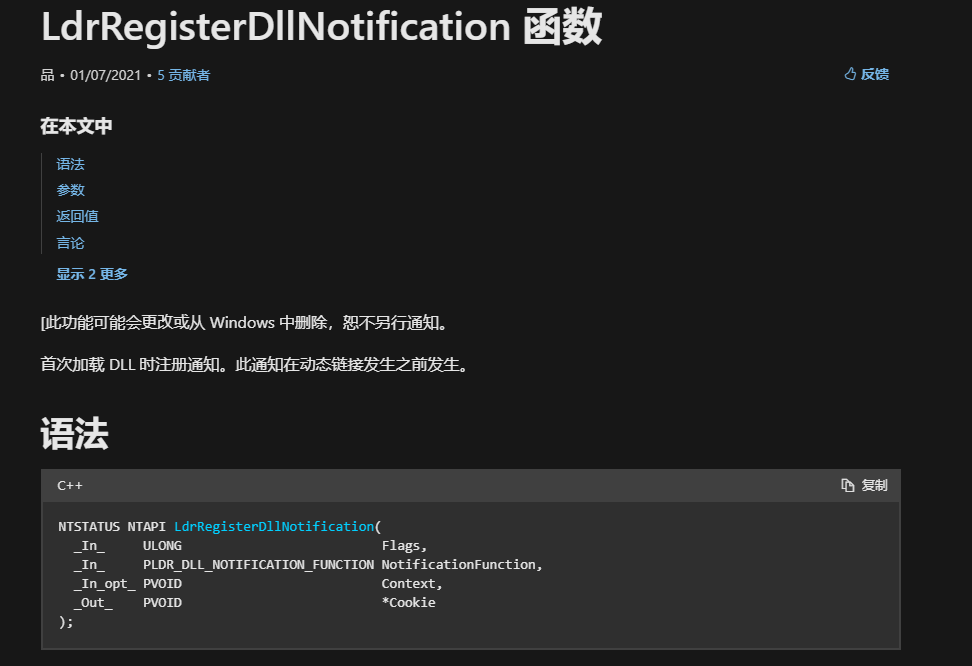 LdrRegisterDllNotification 函数
品 • 01/07/2021 • 5 贡献者
反馈
在本文中
语法
参数
返回值
言论
显示 2 更多
[此功能可能会更改或从 Windows 中删除，恕不另行通知。
首次加载 DLL 时注册通知。此通知在动态链接发生之前发生。
语法
C++
复制
NTSTATUS NTAPI LdrRegisterDllNotification(
  _In_     ULONG                          Flags,
  _In_     PLDR_DLL_NOTIFICATION_FUNCTION NotificationFunction,
  _In_opt_ PVOID                          Context,
  _Out_    PVOID                          *Cookie
);